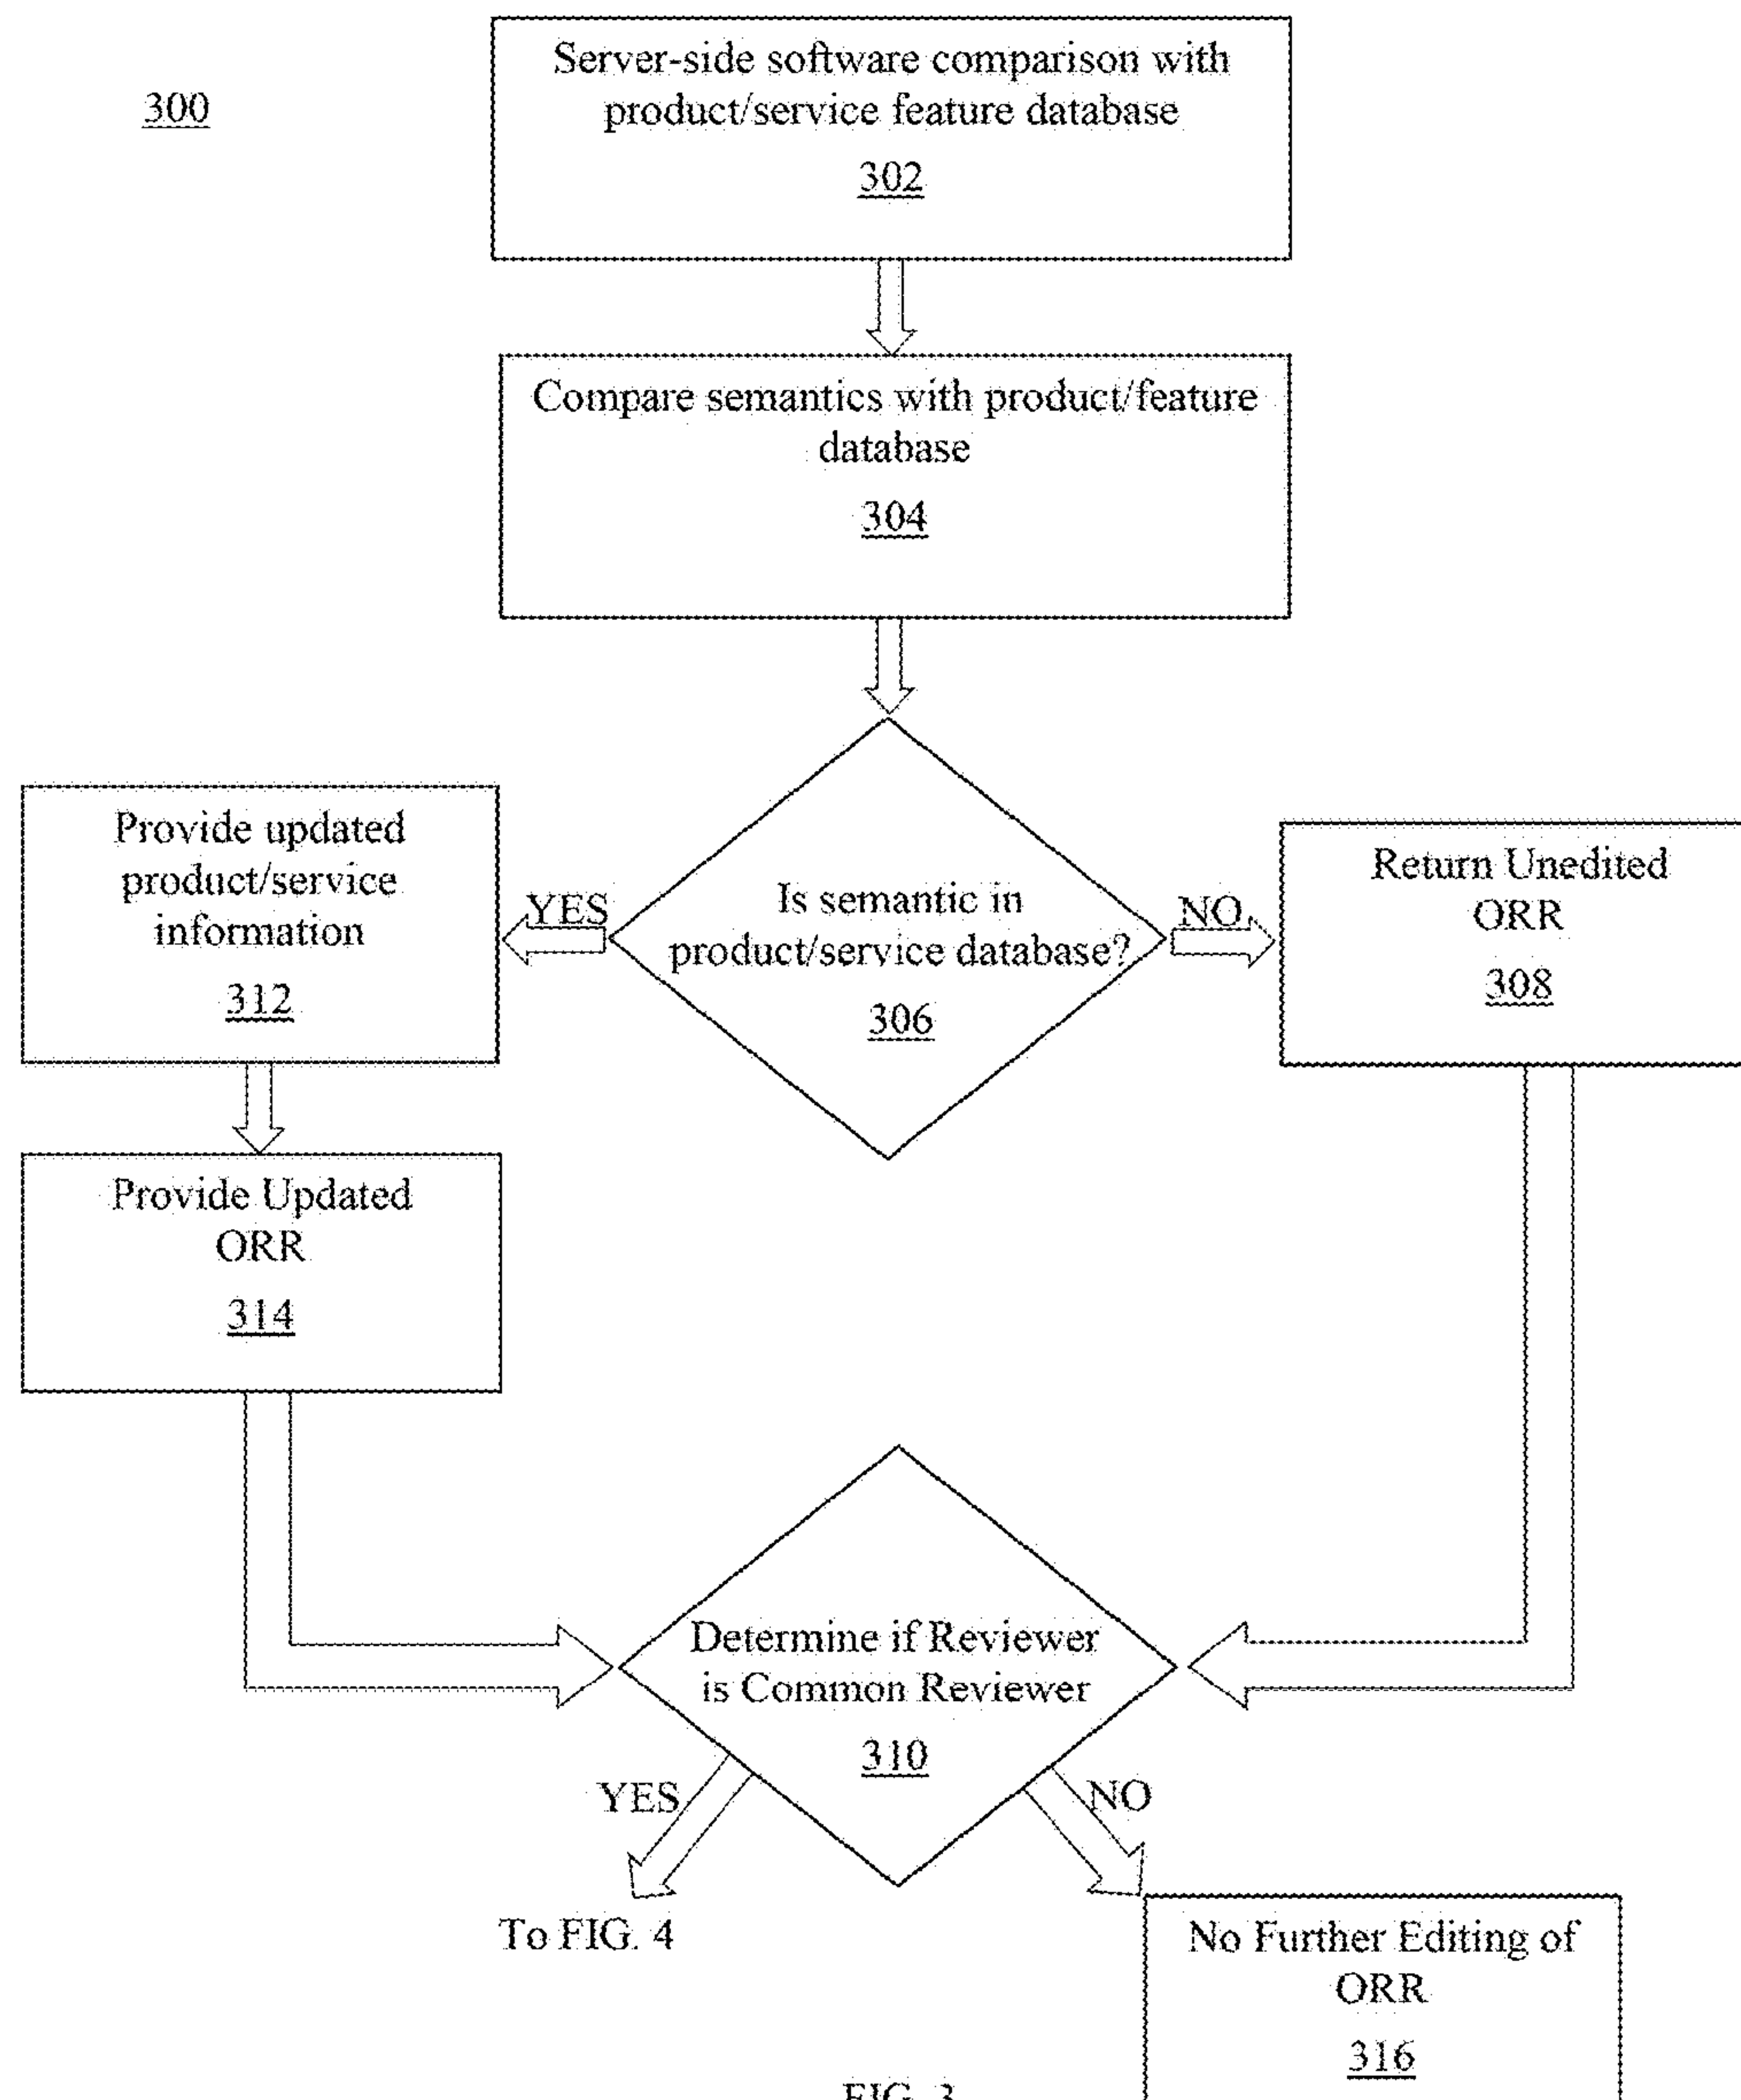 300
Server-side software comparison with
product/service feature database
302
Compare semantics with product/feature
database
304
Provide updated
product/service
information
312
YES
Is semantic in
product/service database?
306
NO
Return Unedited
ORR
308
Provide Updated
ORR
314
Determine if Reviewer
is Common Reviewer
310
YES
NO
To FIG. 4
No Further Editing of
ORR
316
FIG. 3